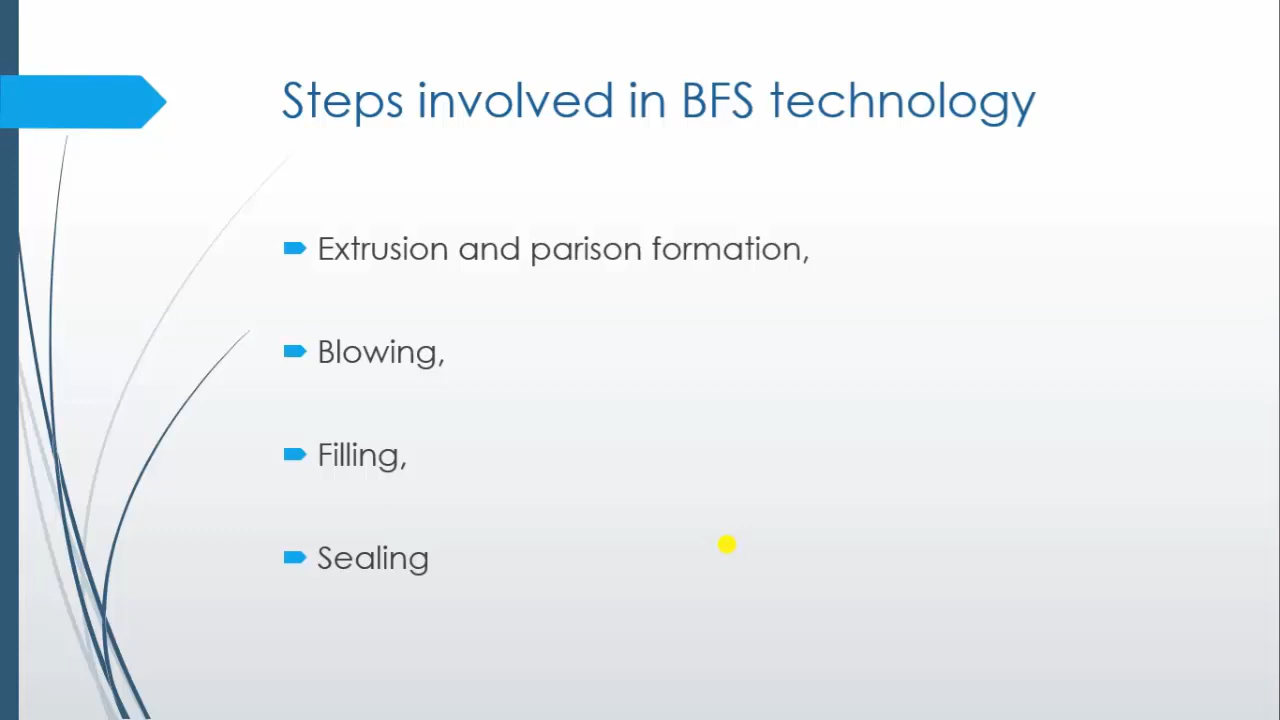 Steps involved in BFS technology
Extrusion and parison formation,
Blowing,
Filling,
Sealing